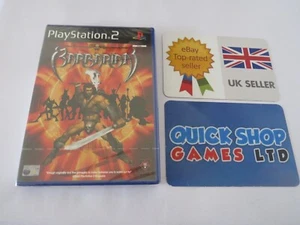 PlayStation 2
BARBARIAN
eBay
Top-rated
seller
UK SELLER
QUICK SHOP
GAMES LTD